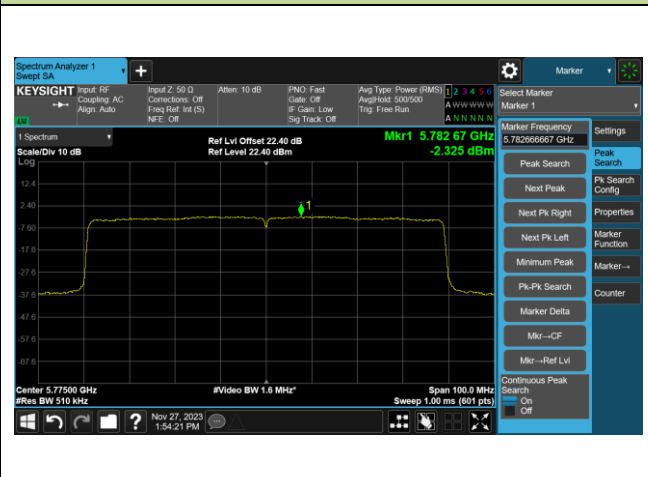 Spectrum Analyzer 1
Swept SA
Marker
KEYSIGHT
Input: RF
Coupling: AC
Align: Auto
Input Z: 50 Ω
Corrections: Off
Freq Ref: Int (S)
NFE: Off
Atten: 10 dB
PNO: Fast
Gate: Off
IF Gain: Low
Sig Track: Off
Avg Type: Power (RMS)
Avg|Hold: 500/500
Trig: Free Run
1 2 3 4 5 6
A W W W W W
A N N N N N
LXI
Select Marker
Marker 1
1 Spectrum
Scale/Div 10 dB
Ref Lvl Offset 22.40 dB
Ref Level 22.40 dBm
Mkr1 5.782 67 GHz
-2.325 dBm
Log
12.4
2.40
-7.60
-17.6
-27.6
-37.6
-47.6
-57.6
-67.6
1
Center 5.77500 GHz
#Res BW 510 kHz
#Video BW 1.6 MHz*
Span 100.0 MHz
Sweep 1.00 ms (601 pts)
Marker Frequency
5.782666667 GHz
Peak Search
Next Peak
Next Pk Right
Next Pk Left
Minimum Peak
Pk-Pk Search
Marker Delta
Mkr→CF
Mkr→Ref Lvl
Continuous Peak
Search
On
Off
Settings
Peak
Search
Pk Search
Config
Properties
Marker
Function
Marker→
Counter
?
Nov 27, 2023
1:54:21 PM